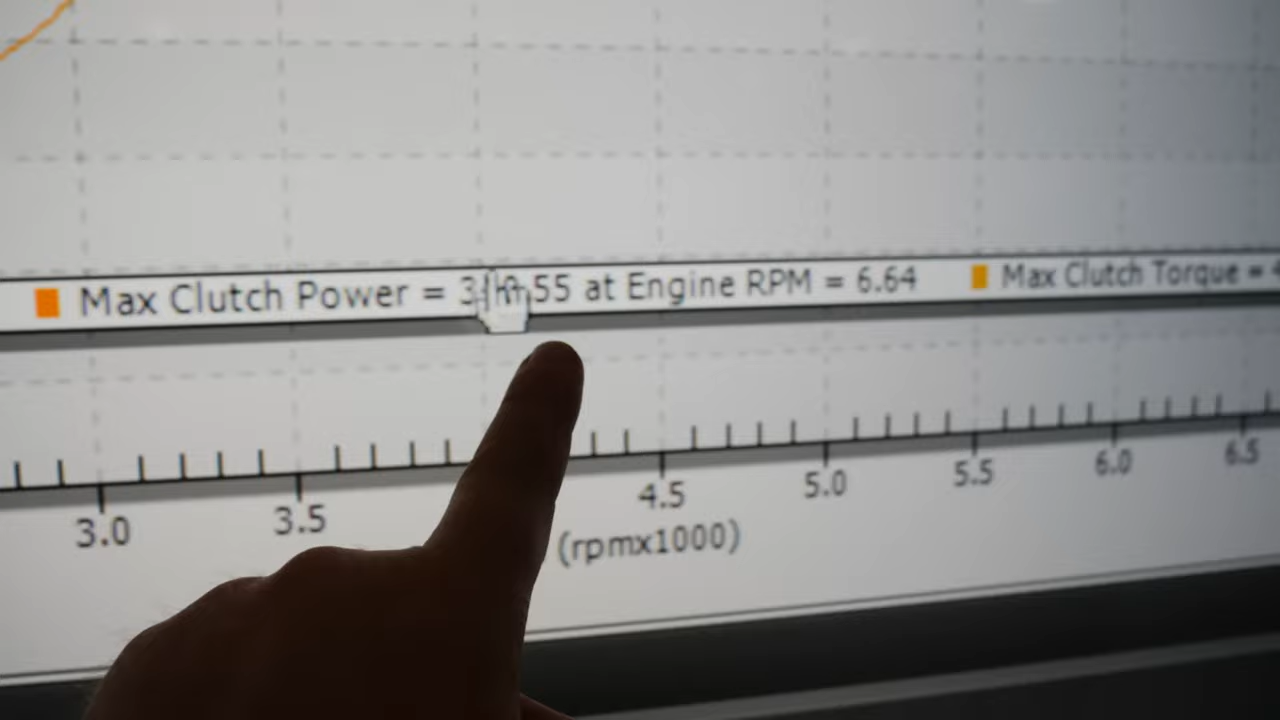 Max Clutch Power = 3 .55 at Engine RPM = 6.64 Max Clutch Torque =
3.0 3.5 4.5 5.0 5.5 6.0 6.5
(rpmx1000)